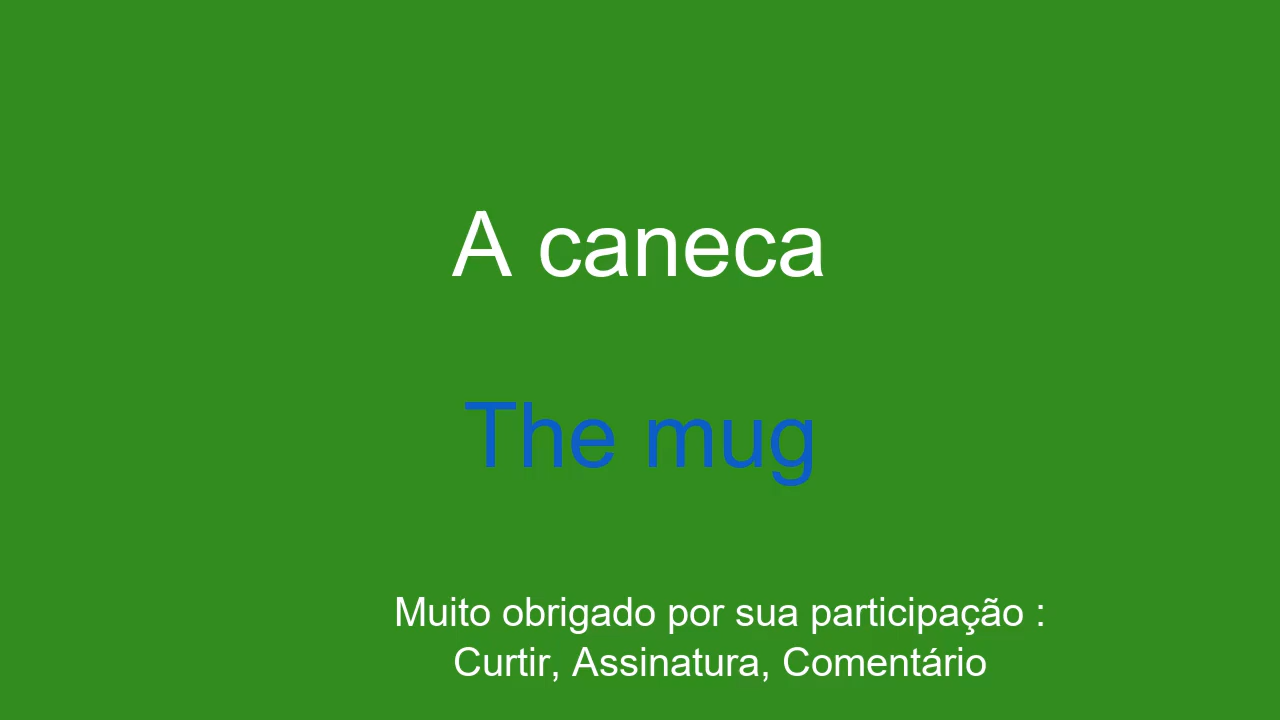 A caneca
The mug
Muito obrigado por sua participação :
Curtir, Assinatura, Comentário